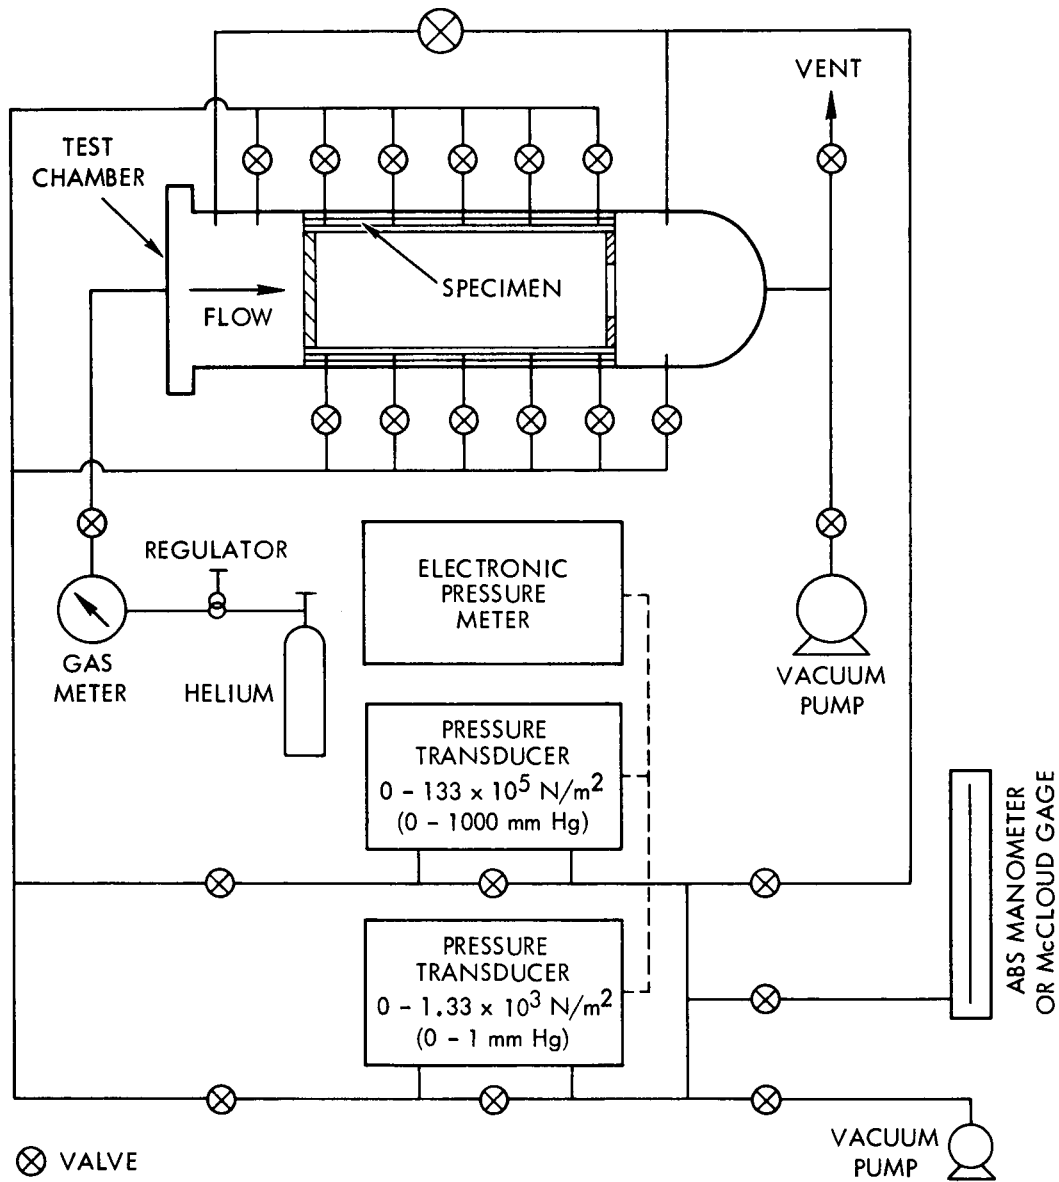 VENT
TEST
CHAMBER
SPECIMEN
FLOW
REGULATOR
GAS
METER
HELIUM
ELECTRONIC
PRESSURE
METER
VACUUM
PUMP
PRESSURE
TRANSDUCER
0 – 133 x 10⁵ N/m²
(0 – 1000 mm Hg)
PRESSURE
TRANSDUCER
0 – 1.33 x 10³ N/m²
(0 – 1 mm Hg)
ABS MANOMETER
OR McCLOUD GAGE
VACUUM
PUMP
VALVE